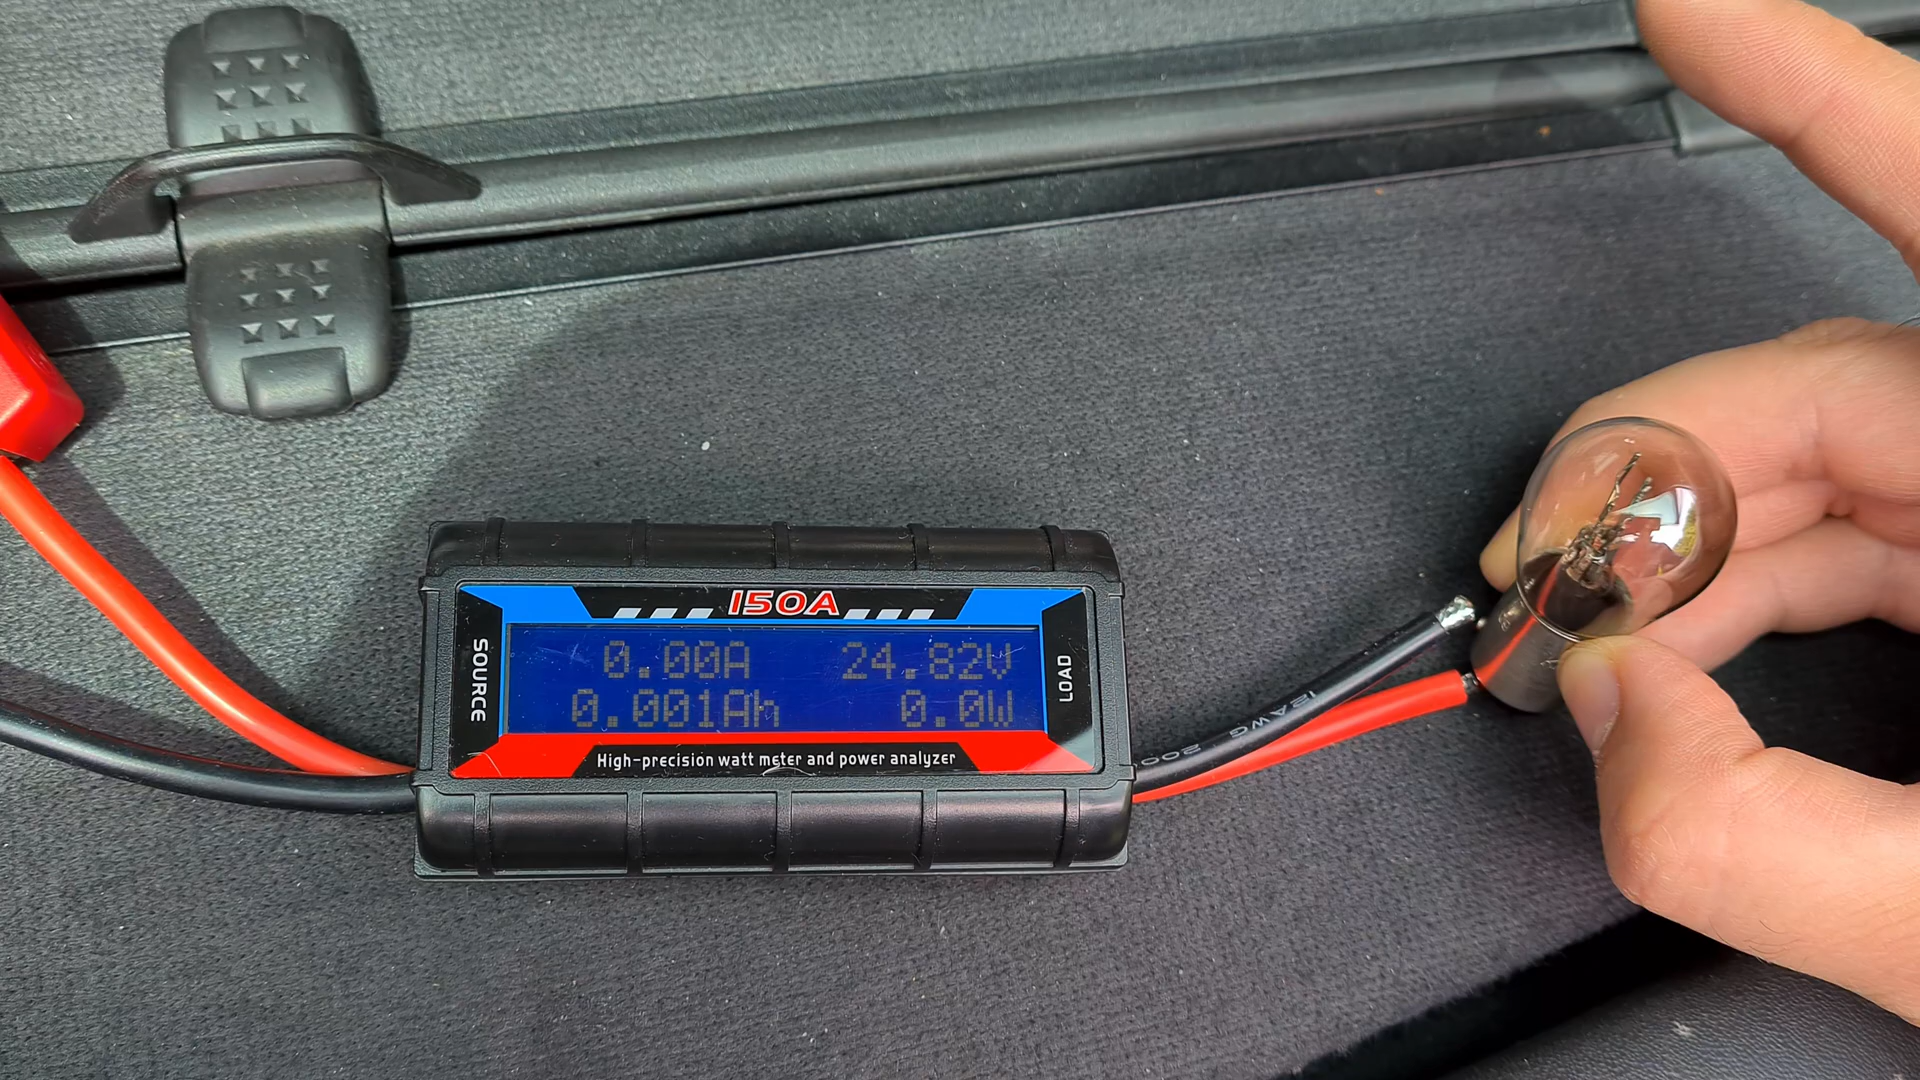 150A
SOURCE
0.00A 24.82V
0.001Ah 0.0W
LOAD
High-precision watt meter and power analyzer
12AWG 200